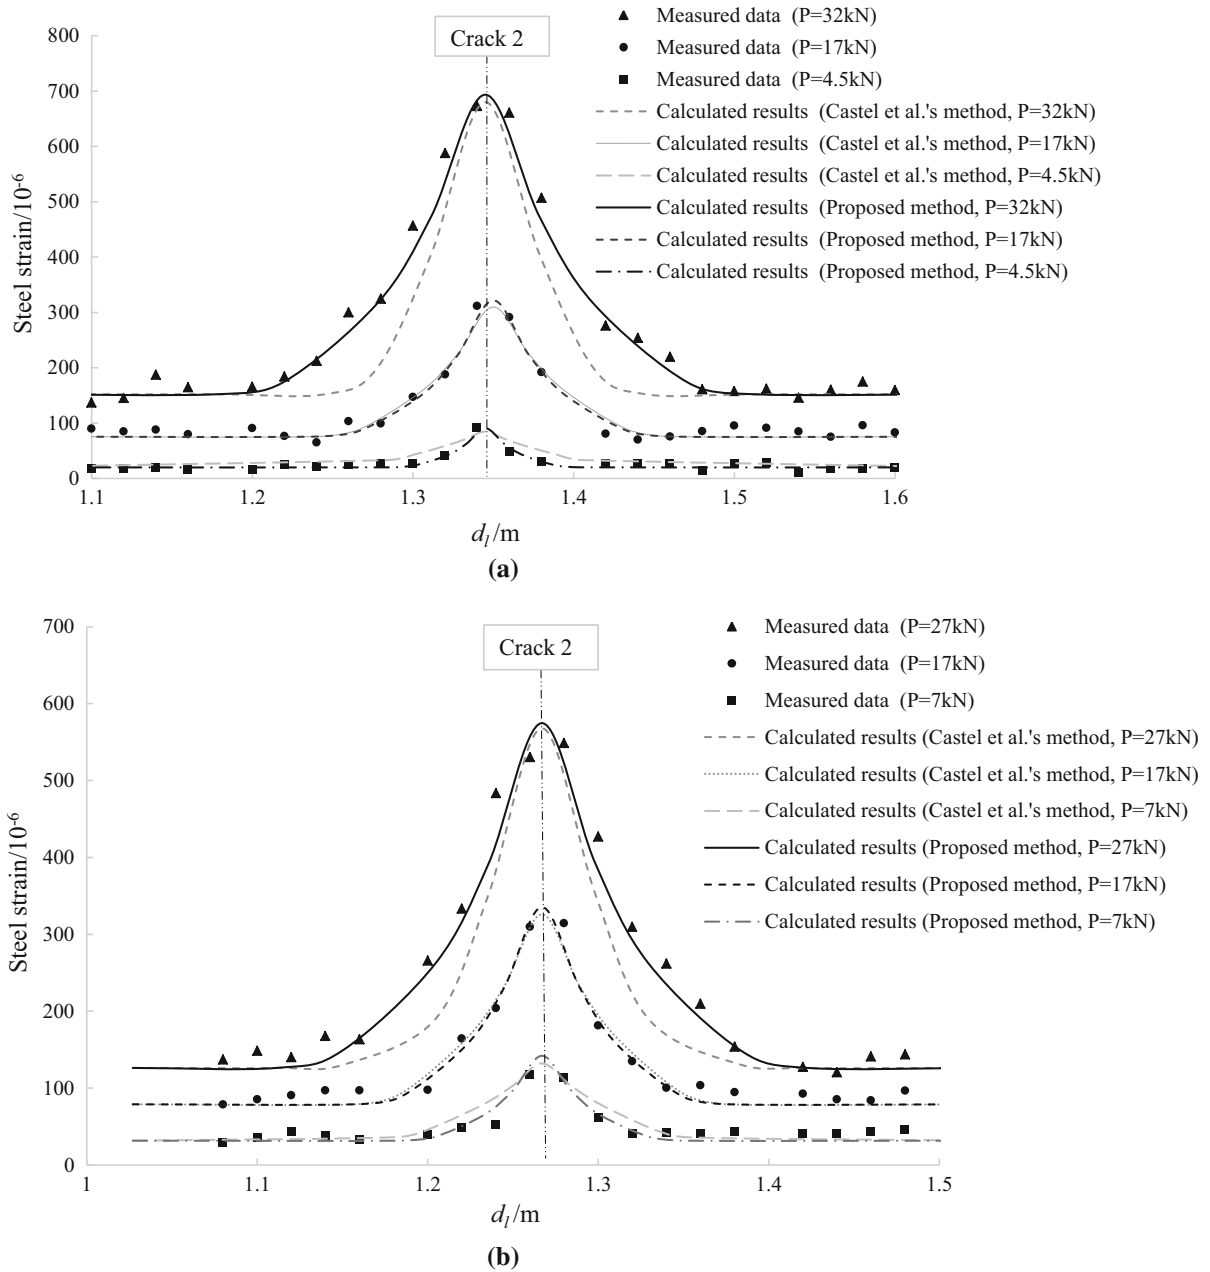 Crack 2
Measured data (P=32kN)
Measured data (P=17kN)
Measured data (P=4.5kN)
Calculated results (Castel et al.'s method, P=32kN)
Calculated results (Castel et al.'s method, P=17kN)
Calculated results (Castel et al.'s method, P=4.5kN)
Calculated results (Proposed method, P=32kN)
Calculated results (Proposed method, P=17kN)
Calculated results (Proposed method, P=4.5kN)
Steel strain/10⁻⁶
800
700
600
500
400
300
200
100
0
1.1 1.2 1.3 1.4 1.5 1.6
dₗ/m
(a)
Crack 2
Measured data (P=27kN)
Measured data (P=17kN)
Measured data (P=7kN)
Calculated results (Castel et al.'s method, P=27kN)
Calculated results (Castel et al.'s method, P=17kN)
Calculated results (Castel et al.'s method, P=7kN)
Calculated results (Proposed method, P=27kN)
Calculated results (Proposed method, P=17kN)
Calculated results (Proposed method, P=7kN)
Steel strain/10⁻⁶
700
600
500
400
300
200
100
0
1 1.1 1.2 1.3 1.4 1.5
dₗ/m
(b)